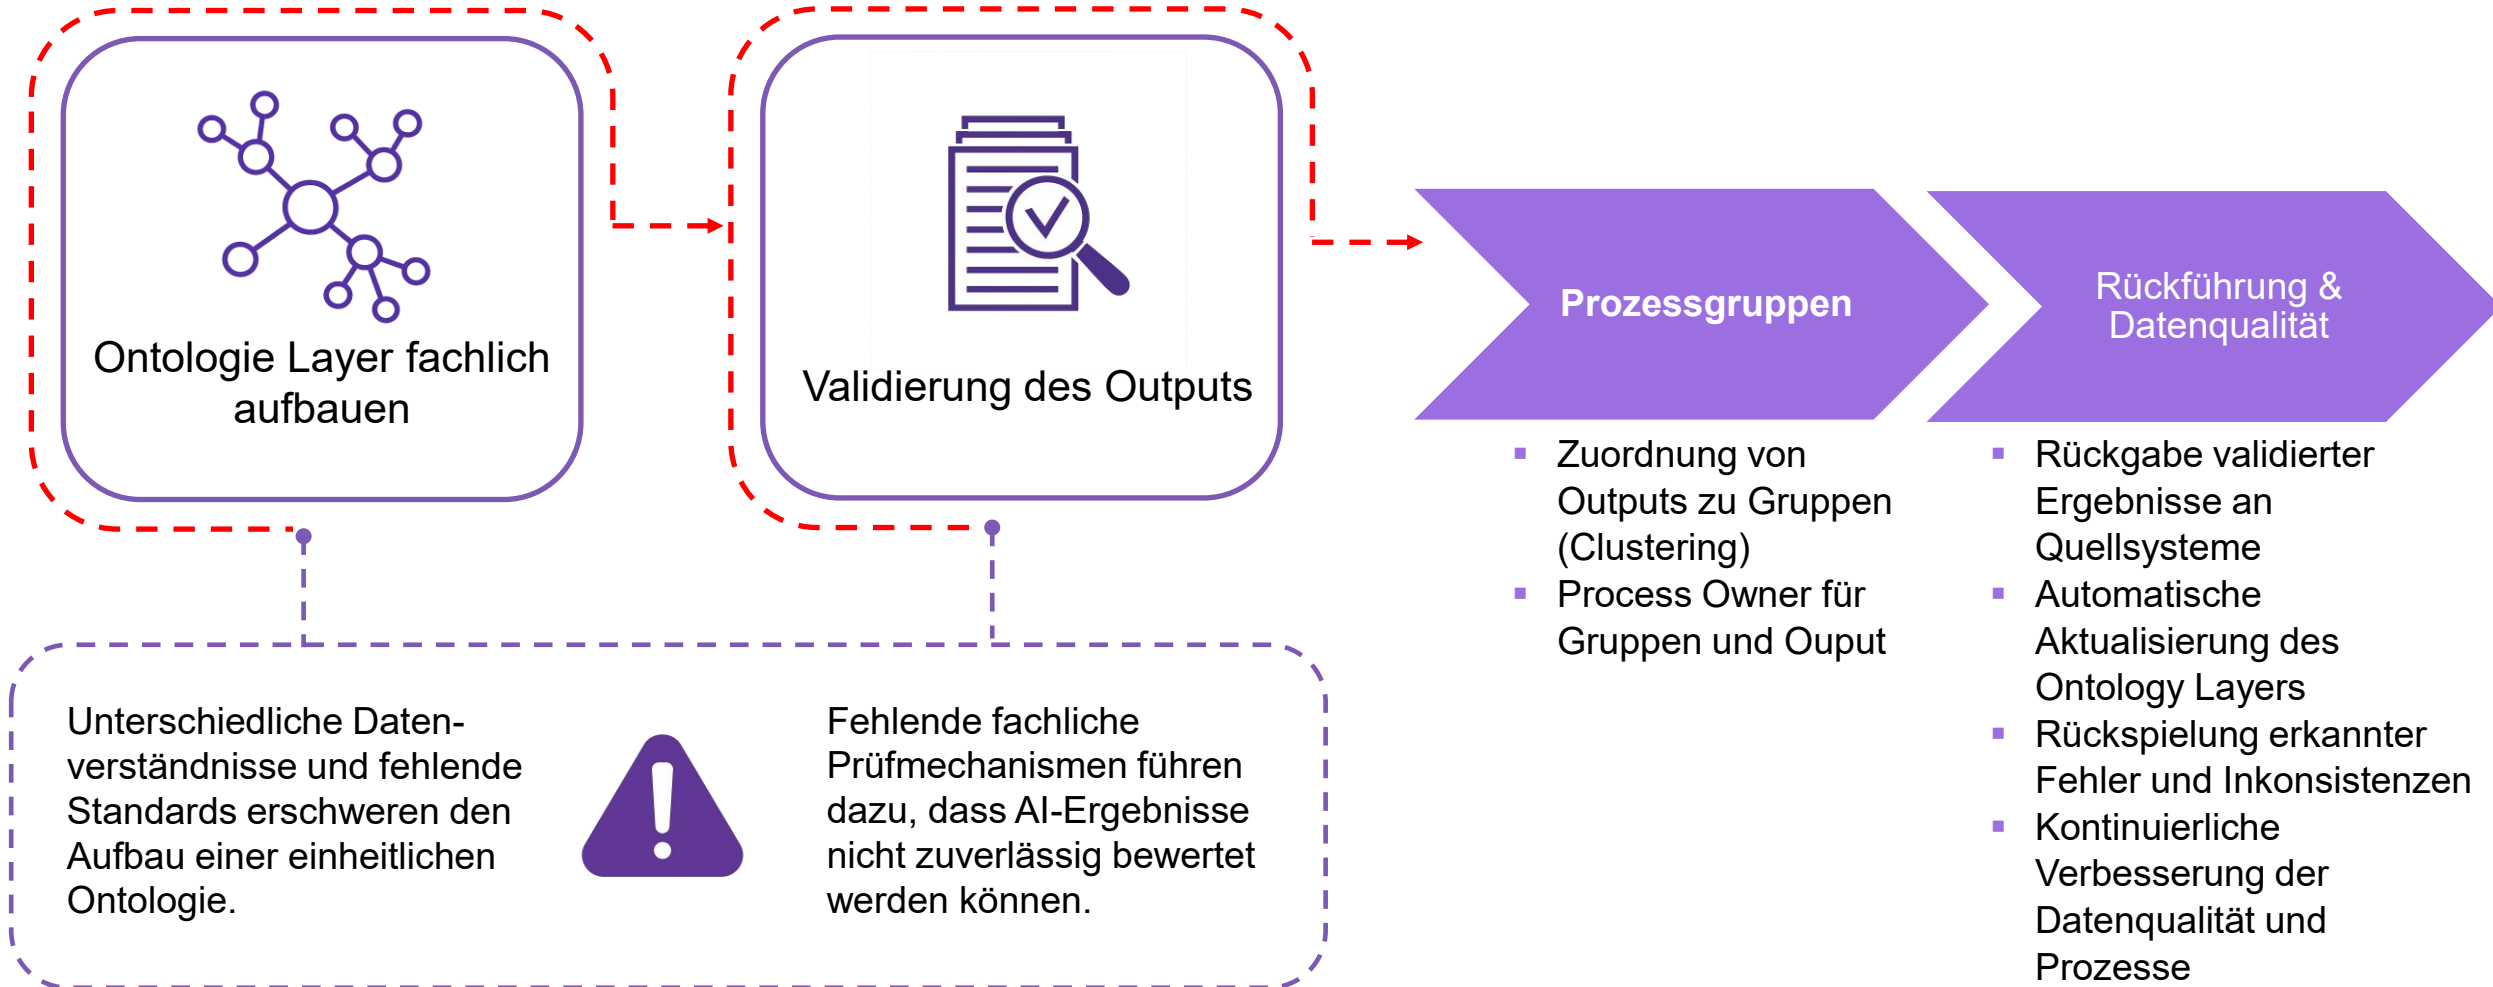 Ontologie Layer fachlich
aufbauen
Validierung des Outputs
Prozessgruppen
Rückführung &
Datenqualität
Zuordnung von
Outputs zu Gruppen
(Clustering)
Process Owner für
Gruppen und Ouput
Rückgabe validierter
Ergebnisse an
Quellsysteme
Automatische
Aktualisierung des
Ontology Layers
Rückspielung erkannter
Fehler und Inkonsistenzen
Kontinuierliche
Verbesserung der
Datenqualität und
Prozesse
Unterschiedliche Daten-
verständnisse und fehlende
Standards erschweren den
Aufbau einer einheitlichen
Ontologie.
Fehlende fachliche
Prüfmechanismen führen
dazu, dass AI-Ergebnisse
nicht zuverlässig bewertet
werden können.